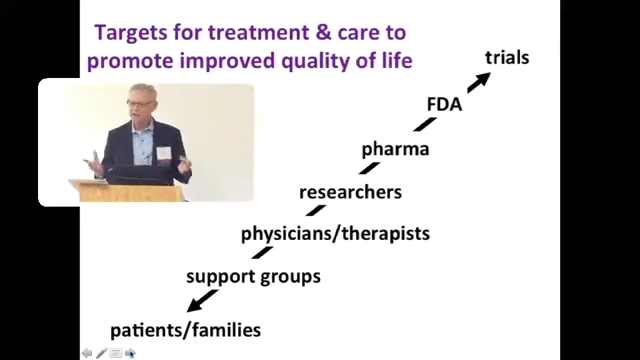 Targets for treatment & care to
promote improved quality of life
trials
FDA
pharma
researchers
physicians/therapists
support groups
patients/families